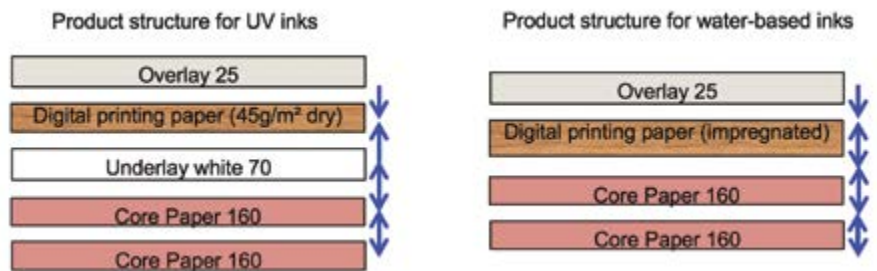 Product structure for UV inks
Overlay 25
Digital printing paper (45g/m² dry)
Underlay white 70
Core Paper 160
Core Paper 160
Product structure for water-based inks
Overlay 25
Digital printing paper (impregnated)
Core Paper 160
Core Paper 160